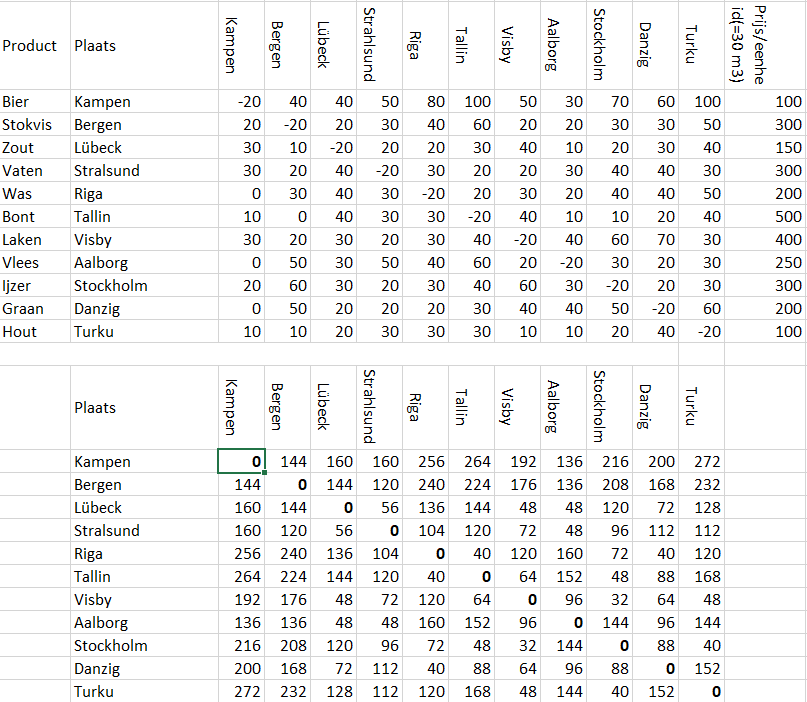 Product Plaats Kampen Bergen Lübeck Strahlsund Riga Tallin Visby Aalborg Stockholm Danzig Turku Prijs/eenhe id(=30 m3)
Bier Kampen -20 40 40 50 80 100 50 30 70 60 100 100
Stokvis Bergen 20 -20 20 30 40 60 20 20 30 30 50 300
Zout Lübeck 30 10 -20 20 20 30 40 10 20 30 40 150
Vaten Stralsund 30 20 40 -20 30 20 20 30 40 40 30 300
Was Riga 0 30 40 30 -20 20 30 20 40 40 50 200
Bont Tallin 10 0 40 30 30 -20 40 10 10 20 40 500
Laken Visby 30 20 30 20 30 40 -20 40 60 70 30 400
Vlees Aalborg 0 50 30 50 40 60 20 -20 30 20 30 250
Ijzer Stockholm 20 60 30 20 30 40 60 30 -20 20 30 300
Graan Danzig 0 50 20 20 20 30 40 40 50 -20 60 200
Hout Turku 10 10 20 30 30 30 10 10 20 40 -20 100
Plaats Kampen Bergen Lübeck Strahlsund Riga Tallin Visby Aalborg Stockholm Danzig Turku
Kampen 0 144 160 160 256 264 192 136 216 200 272
Bergen 144 0 144 120 240 224 176 136 208 168 232
Lübeck 160 144 0 56 136 144 48 48 120 72 128
Stralsund 160 120 56 0 104 120 72 48 96 112 112
Riga 256 240 136 104 0 40 120 160 72 40 120
Tallin 264 224 144 120 40 0 64 152 48 88 168
Visby 192 176 48 72 120 64 0 96 32 64 48
Aalborg 136 136 48 48 160 152 96 0 144 96 144
Stockholm 216 208 120 96 72 48 32 144 0 88 40
Danzig 200 168 72 112 40 88 64 96 88 0 152
Turku 272 232 128 112 120 168 48 144 40 152 0